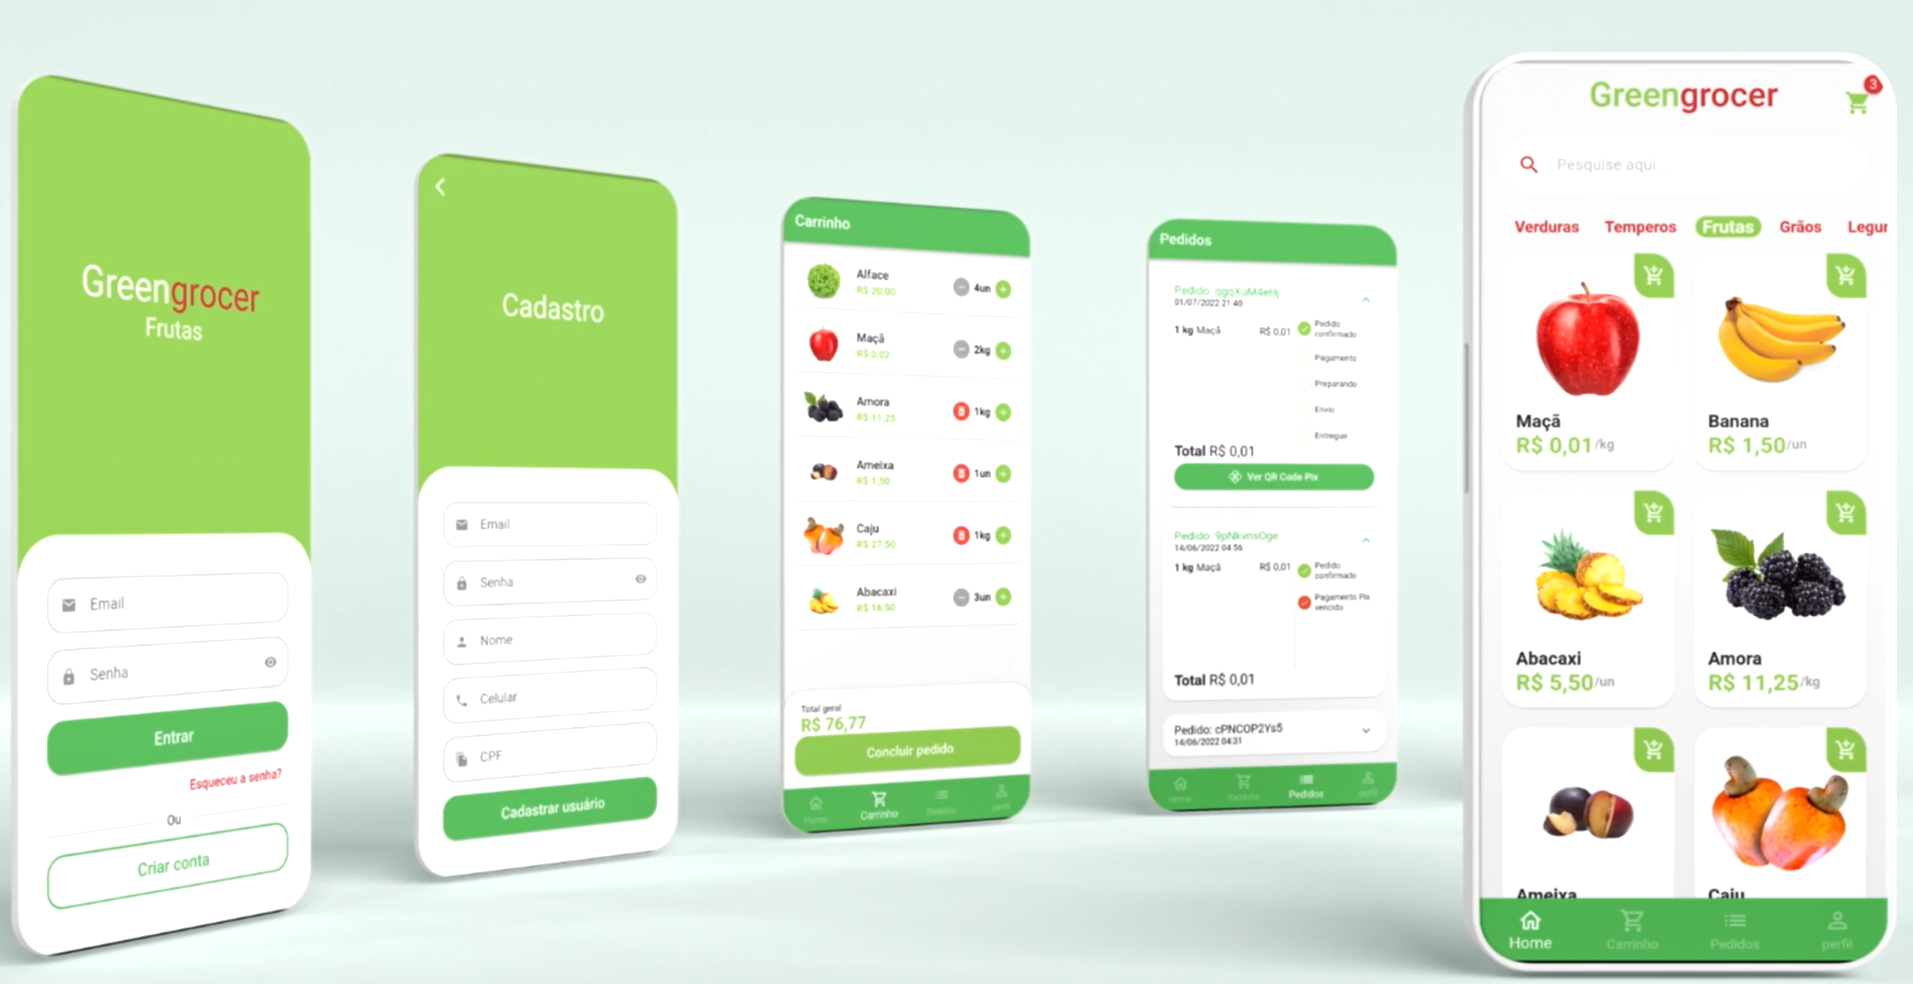 Greengrocer
Frutas
Email
Senha
Entrar
Esqueceu a senha?
Ou
Criar conta
Cadastro
Email
Senha
Nome
Celular
CPF
Cadastrar usuário
Carrinho
Alface
R$ 20,00
4un
Maçã
R$ 0,02
2kg
Amora
R$ 11,25
1kg
Ameixa
R$ 1,50
1un
Caju
R$ 27,50
1kg
Abacaxi
R$ 16,50
3un
Total geral
R$ 76,77
Concluir pedido
Home Carrinho Pedidos perfil
Pedidos
Pedido: qgqXuM4eHj
01/07/2022 21:40
1 kg Maçã R$ 0,01
Pedido
confirmado
Pagamento
Preparando
Envio
Entregue
Total R$ 0,01
Ver QR Code Pix
Pedido: 9pNkvnsOge
14/06/2022 04:56
1 kg Maçã R$ 0,01
Pedido
confirmado
Pagamento Pix
vencido
Total R$ 0,01
Pedido: cPNCOP2Ys5
14/06/2022 04:31
Home Carrinho Pedidos perfil
Greengrocer
3
Pesquise aqui
Verduras Temperos Frutas Grãos Legur
Maçã
R$ 0,01/kg
Banana
R$ 1,50/un
Abacaxi
R$ 5,50/un
Amora
R$ 11,25/kg
Ameixa
Caju
Home Carrinho Pedidos perfil